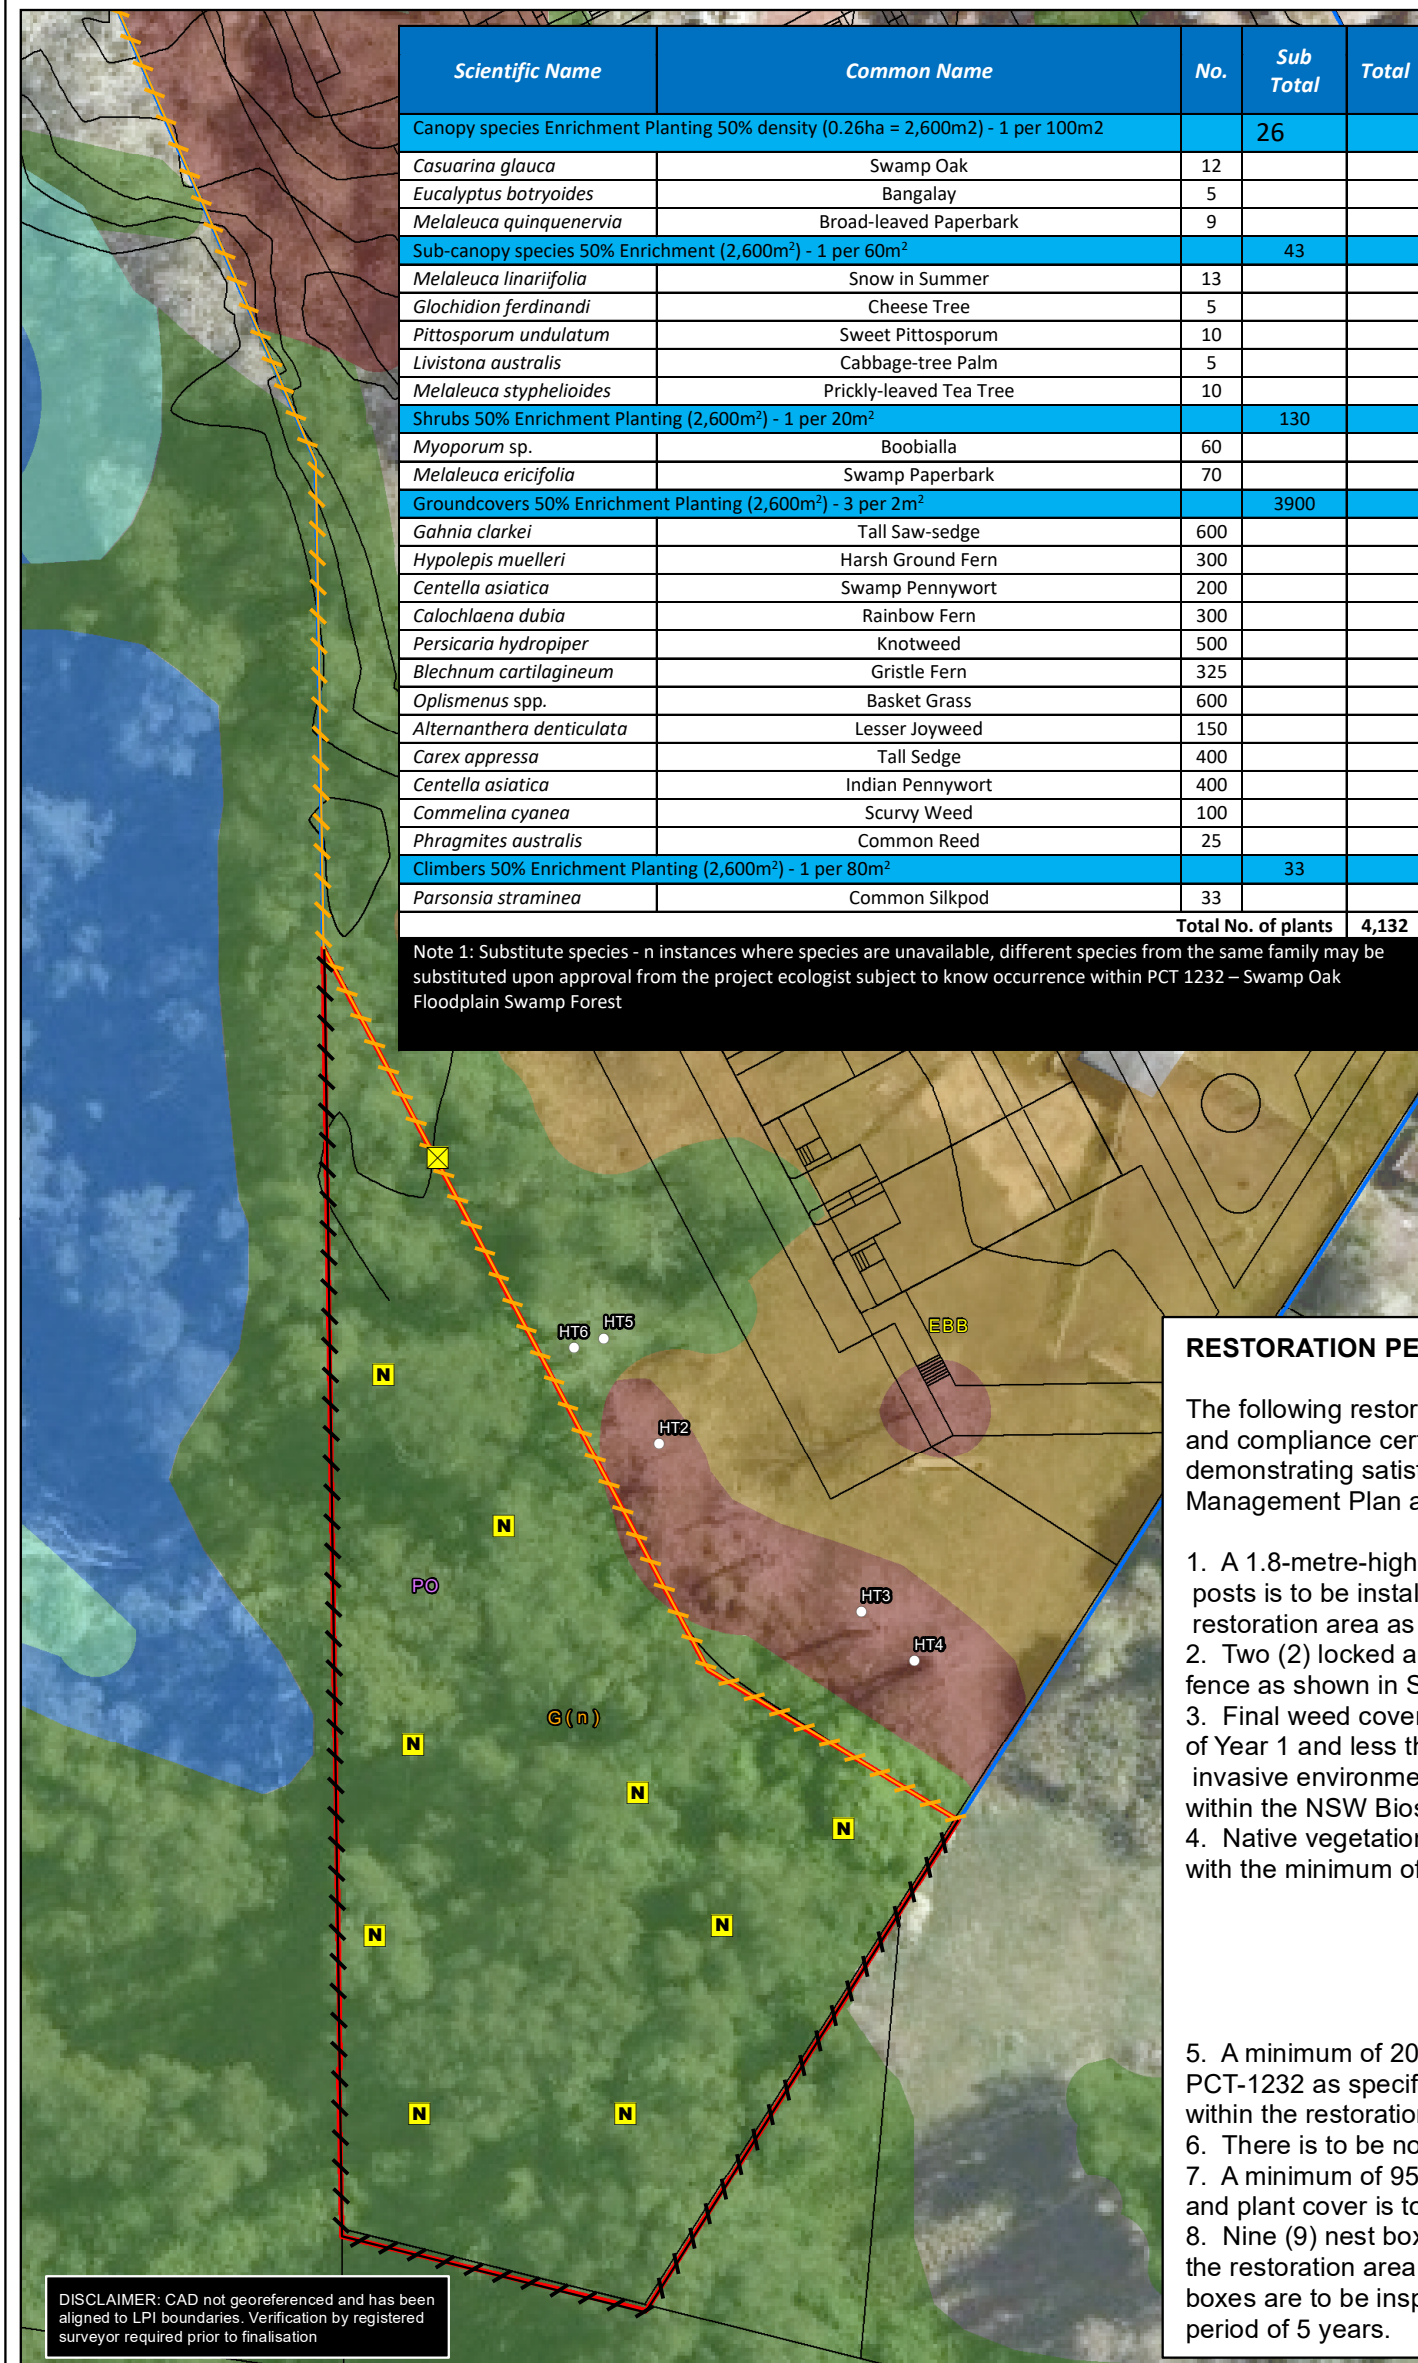 Scientific Name Common Name No. Sub Total Total
Canopy species Enrichment Planting 50% density (0.26ha = 2,600m2) - 1 per 100m2 26
Casuarina glauca Swamp Oak 12
Eucalyptus botryoides Bangalay 5
Melaleuca quinquenervia Broad-leaved Paperbark 9
Sub-canopy species 50% Enrichment (2,600m²) - 1 per 60m² 43
Melaleuca linariifolia Snow in Summer 13
Glochidion ferdinandi Cheese Tree 5
Pittosporum undulatum Sweet Pittosporum 10
Livistona australis Cabbage-tree Palm 5
Melaleuca styphelioides Prickly-leaved Tea Tree 10
Shrubs 50% Enrichment Planting (2,600m²) - 1 per 20m² 130
Myoporum sp. Boobialla 60
Melaleuca ericifolia Swamp Paperbark 70
Groundcovers 50% Enrichment Planting (2,600m²) - 3 per 2m² 3900
Gahnia clarkei Tall Saw-sedge 600
Hypolepis muelleri Harsh Ground Fern 300
Centella asiatica Swamp Pennywort 200
Calochlaena dubia Rainbow Fern 300
Persicaria hydropiper Knotweed 500
Blechnum cartilagineum Gristle Fern 325
Oplismenus spp. Basket Grass 600
Alternanthera denticulata Lesser Joyweed 150
Carex appressa Tall Sedge 400
Centella asiatica Indian Pennywort 400
Commelina cyanea Scurvy Weed 100
Phragmites australis Common Reed 25
Climbers 50% Enrichment Planting (2,600m²) - 1 per 80m² 33
Parsonsia straminea Common Silkpod 33
Total No. of plants 4,132
Note 1: Substitute species - n instances where species are unavailable, different species from the same family may be
substituted upon approval from the project ecologist subject to know occurrence within PCT 1232 – Swamp Oak
Floodplain Swamp Forest
EBB
HT6 HT5
N
HT2
N
PO
HT3
HT4
G(n)
N
N
N
N
N
N
N
RESTORATION PE
The following restor
and compliance cer
demonstrating satis
Management Plan a
1. A 1.8-metre-high
posts is to be instal
restoration area as
2. Two (2) locked a
fence as shown in S
3. Final weed cover
of Year 1 and less th
invasive environme
within the NSW Bios
4. Native vegetation
with the minimum of
5. A minimum of 20
PCT-1232 as specif
within the restoration
6. There is to be no
7. A minimum of 95
and plant cover is to
8. Nine (9) nest box
the restoration area
boxes are to be insp
period of 5 years.
DISCLAIMER: CAD not georeferenced and has been
aligned to LPI boundaries. Verification by registered
surveyor required prior to finalisation